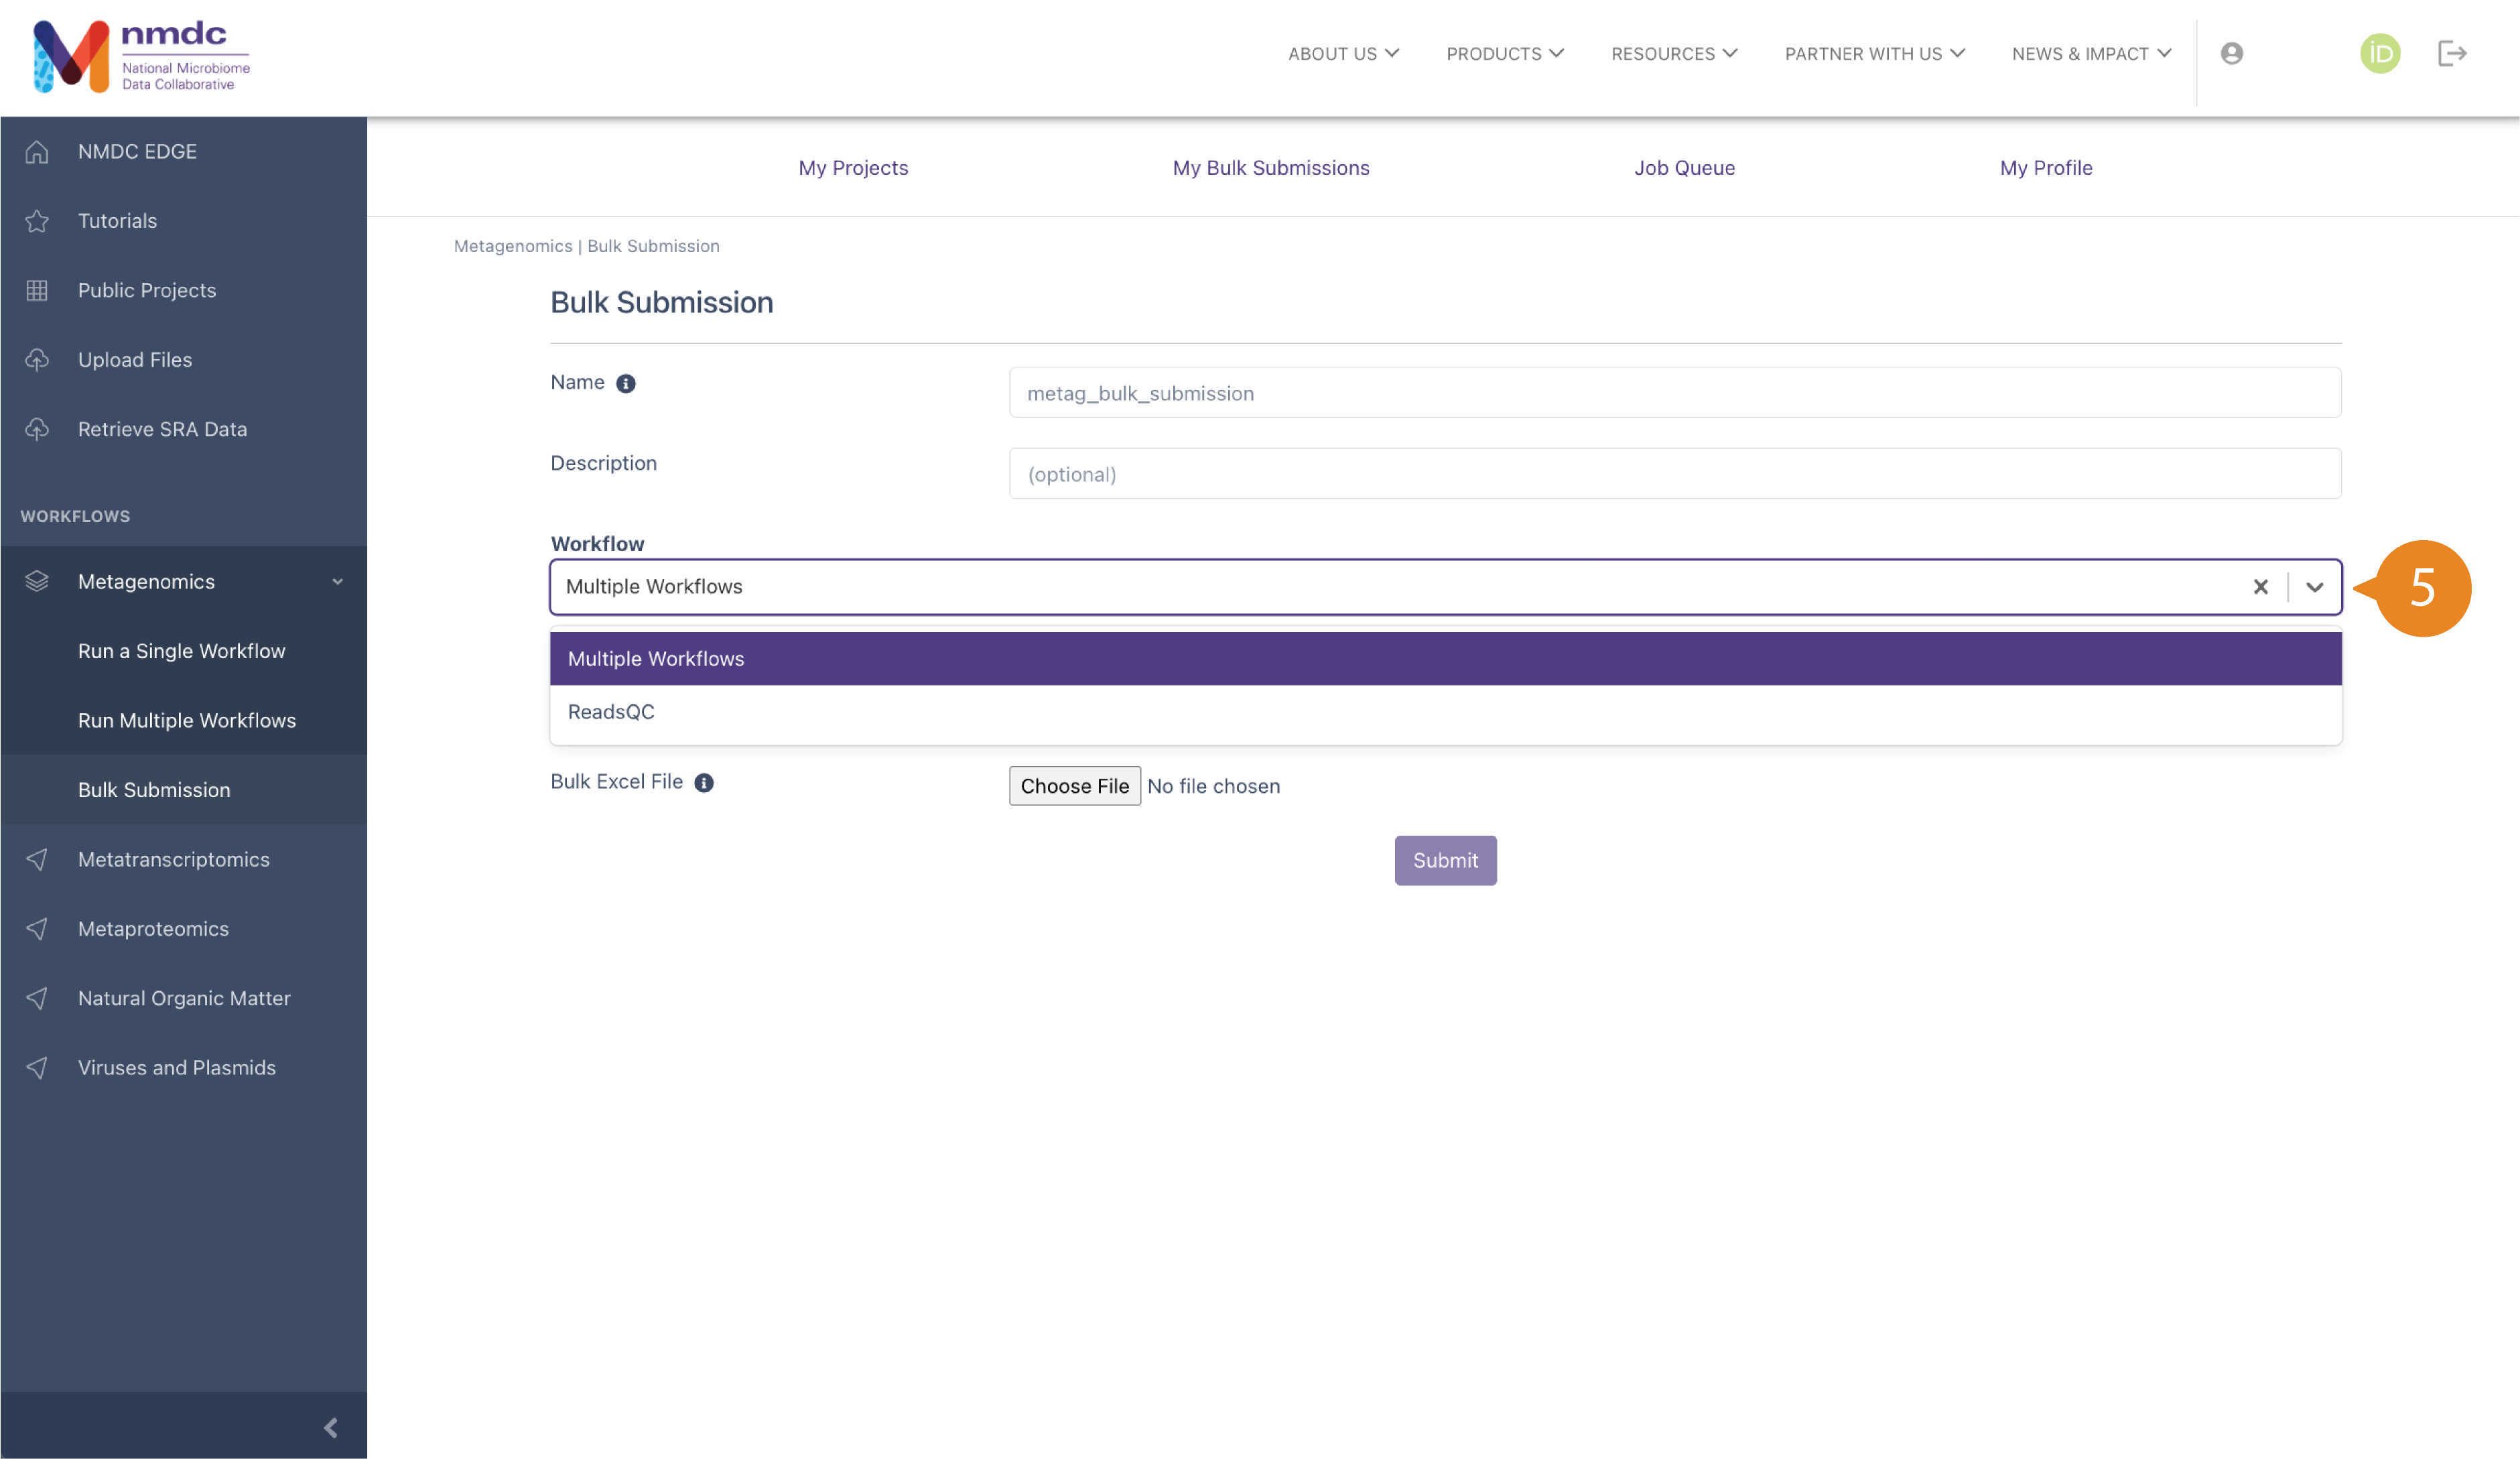 nmdc
National Microbiome
Data Collaborative
ABOUT US
PRODUCTS
RESOURCES
PARTNER WITH US
NEWS & IMPACT
iD
NMDC EDGE
Tutorials
Public Projects
Upload Files
Retrieve SRA Data
WORKFLOWS
Metagenomics
Run a Single Workflow
Run Multiple Workflows
Bulk Submission
Metatranscriptomics
Metaproteomics
Natural Organic Matter
Viruses and Plasmids
My Projects
My Bulk Submissions
Job Queue
My Profile
Metagenomics | Bulk Submission
Bulk Submission
Name
metag_bulk_submission
Description
(optional)
Workflow
Multiple Workflows
5
Multiple Workflows
ReadsQC
Bulk Excel File
Choose File No file chosen
Submit